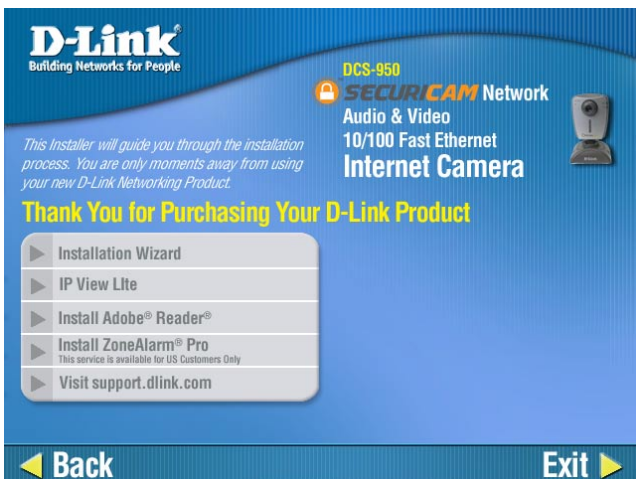 D-Link
Building Networks for People
DCS-950
SECURICAM Network
Audio & Video
10/100 Fast Ethernet
Internet Camera
This Installer will guide you through the installation
process. You are only moments away from using
your new D-Link Networking Product.
Thank You for Purchasing Your D-Link Product
Installation Wizard
IP View LIte
Install Adobe® Reader®
Install ZoneAlarm® Pro
This service is available for US Customers Only
Visit support.dlink.com
Back
Exit